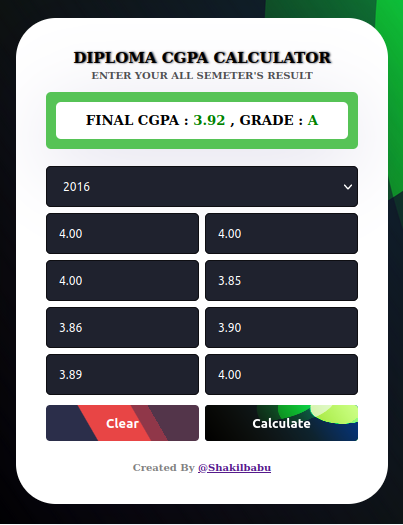 DIPLOMA CGPA CALCULATOR
ENTER YOUR ALL SEMETER'S RESULT
FINAL CGPA : 3.92 , GRADE : A
2016
4.00 4.00
4.00 3.85
3.86 3.90
3.89 4.00
Clear Calculate
Created By @Shakilbabu